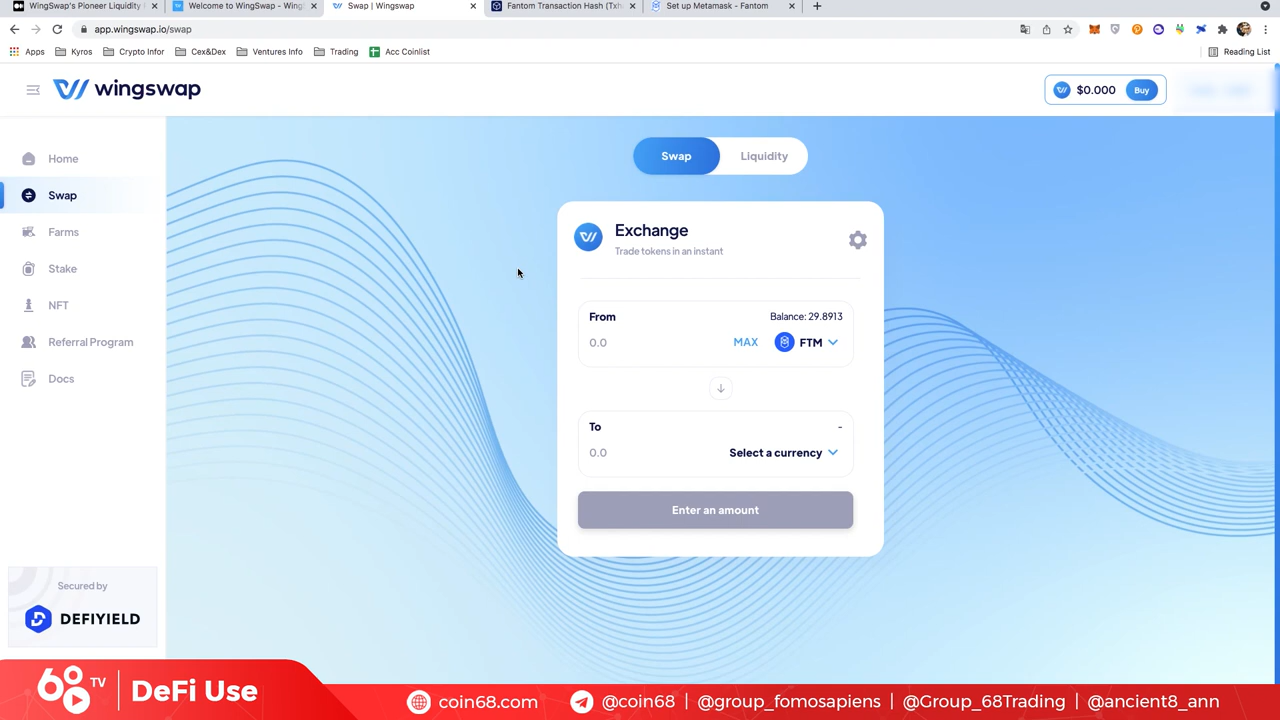 WingSwap's Pioneer Liquidity
Welcome to WingSwap - Wing
Swap | Wingswap
Fantom Transaction Hash (Txh
Set up Metamask - Fantom
app.wingswap.io/swap
Apps
Kyros
Crypto Infor
Cex&Dex
Ventures Info
Trading
Acc Coinlist
Reading List
wingswap
$0.000
Buy
Home
Swap
Farms
Stake
NFT
Referral Program
Docs
Secured by
DEFIYIELD
Swap
Liquidity
Exchange
Trade tokens in an instant
From
Balance: 29.8913
0.0
MAX
FTM
To
-
0.0
Select a currency
Enter an amount
68 TV
DeFi Use
coin68.com
@coin68 | @group_fomosapiens | @Group_68Trading | @ancient8_ann